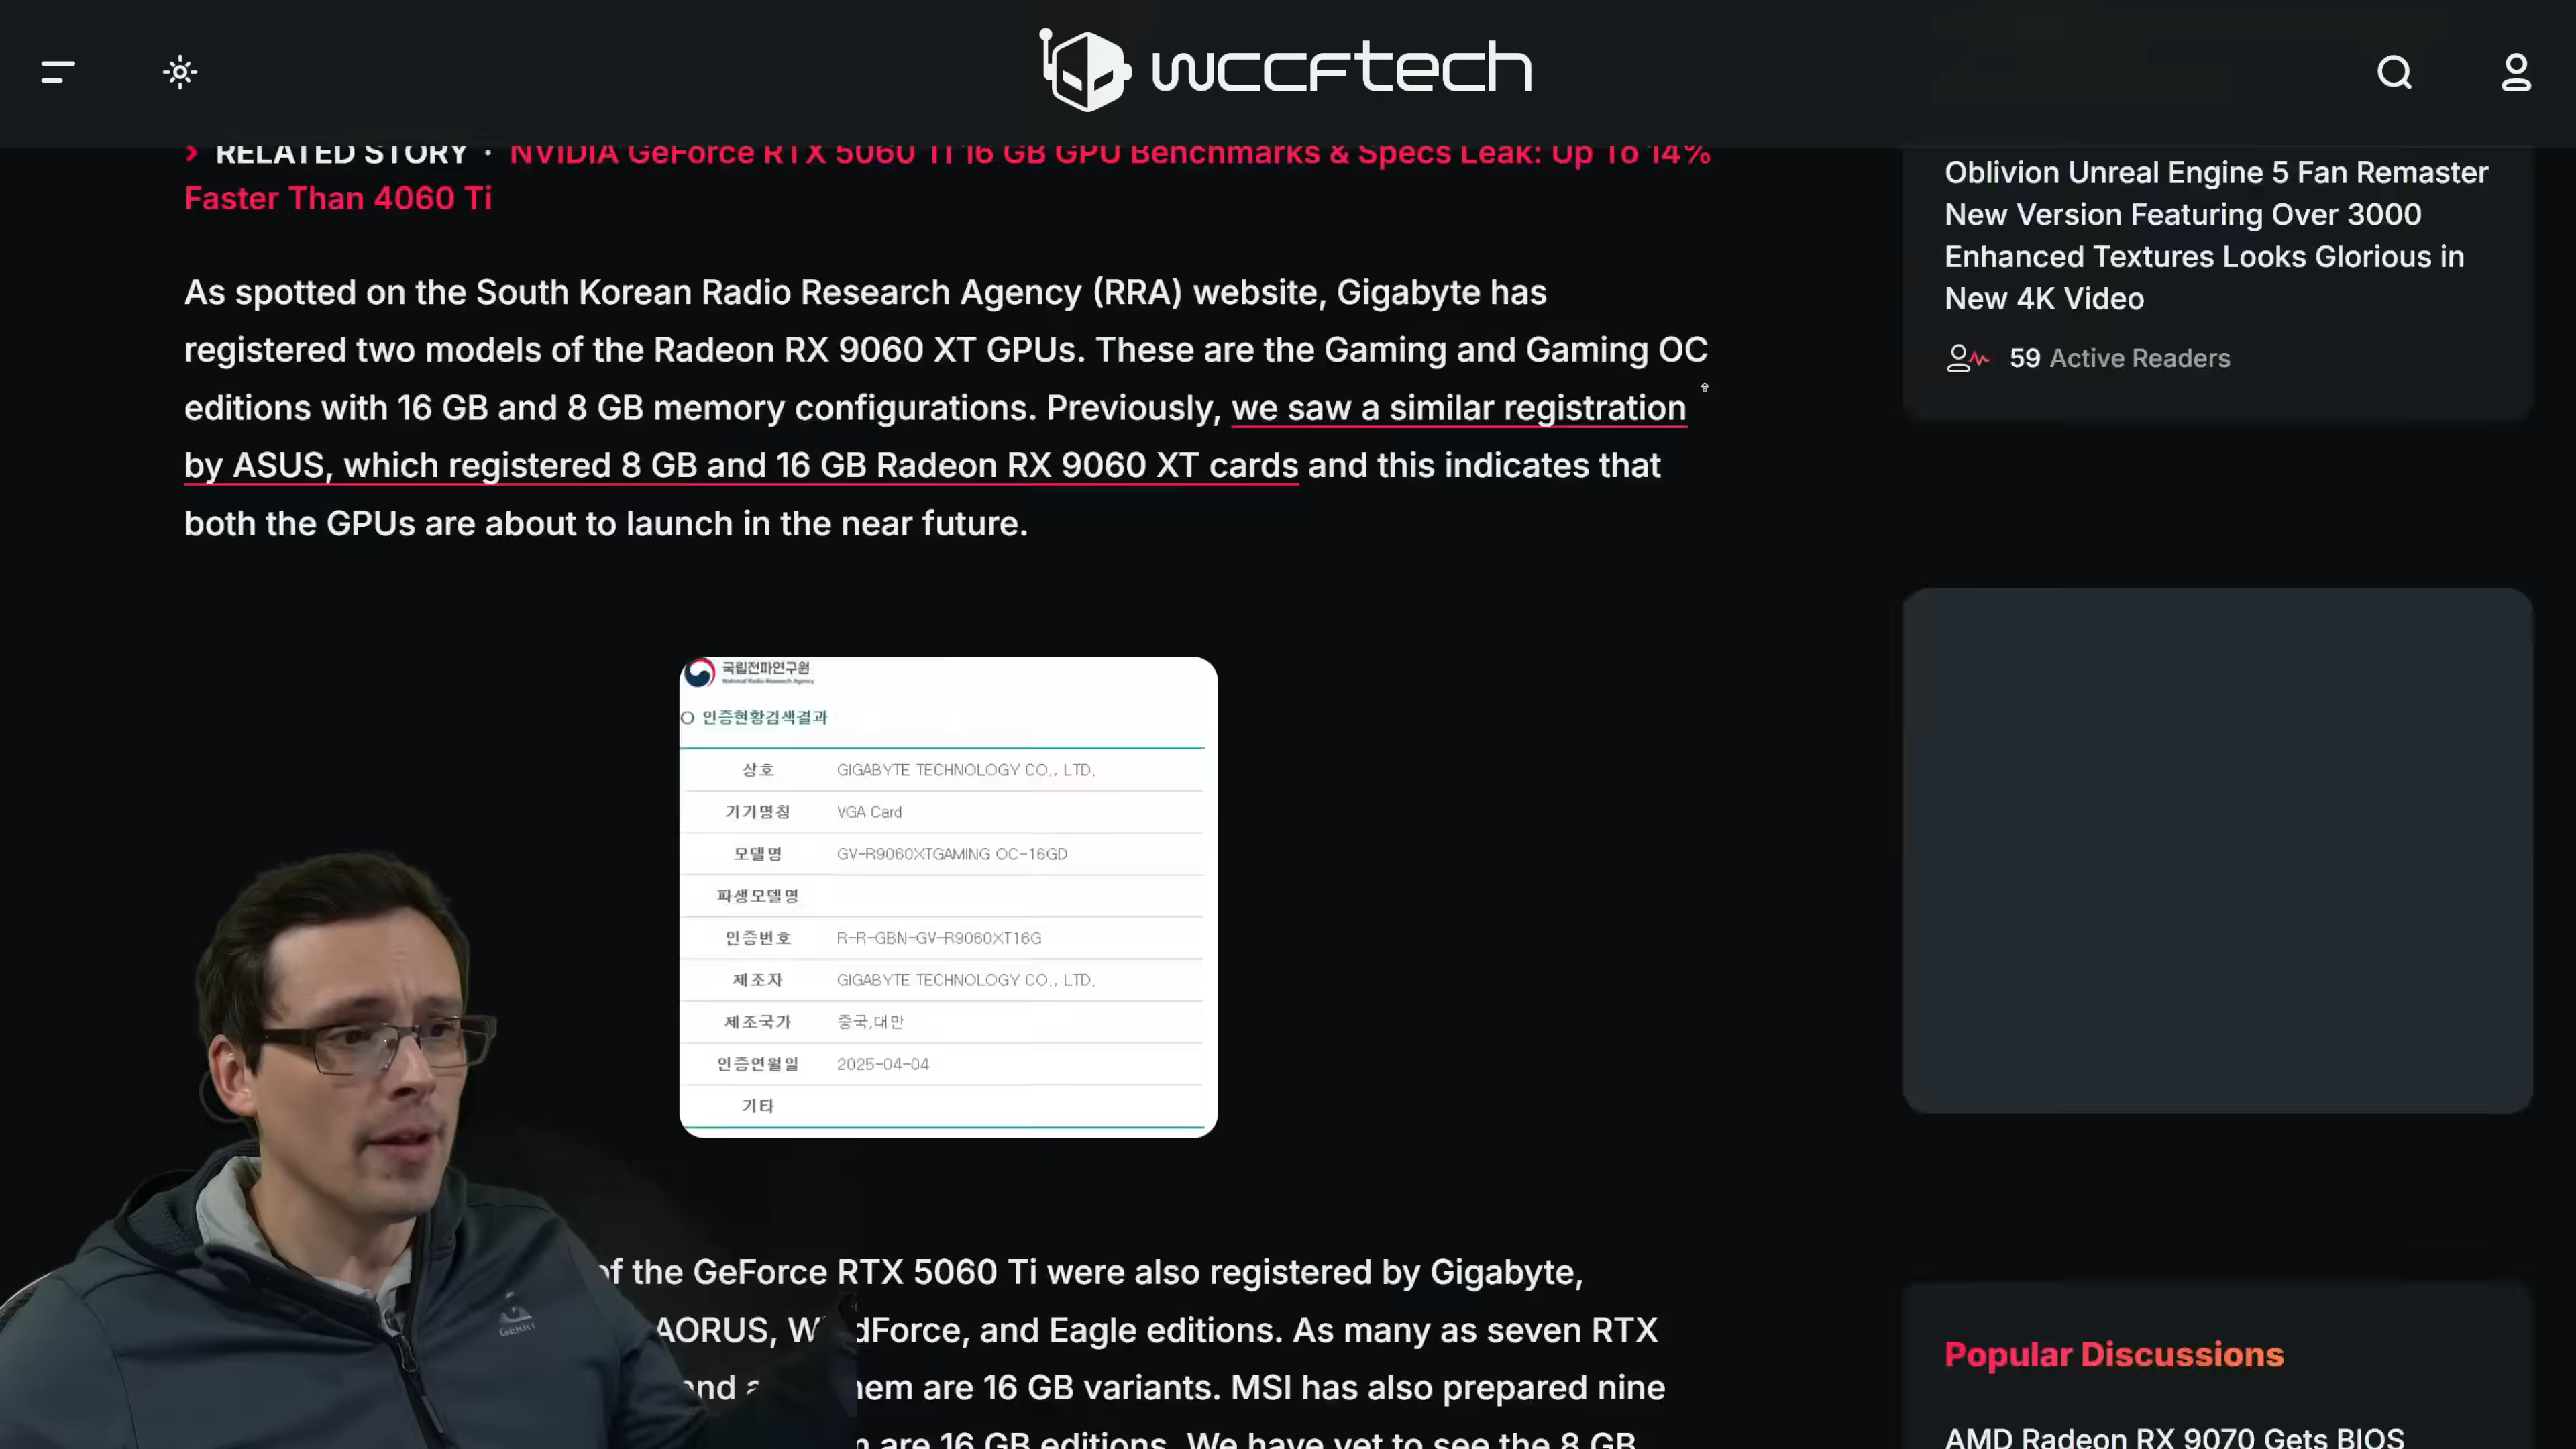 wccftech
RELATED STORY · NVIDIA GeForce RTX 5060 Ti 16 GB GPU Benchmarks & Specs Leak: Up To 14%
Faster Than 4060 Ti
As spotted on the South Korean Radio Research Agency (RRA) website, Gigabyte has
registered two models of the Radeon RX 9060 XT GPUs. These are the Gaming and Gaming OC
editions with 16 GB and 8 GB memory configurations. Previously, we saw a similar registration
by ASUS, which registered 8 GB and 16 GB Radeon RX 9060 XT cards and this indicates that
both the GPUs are about to launch in the near future.
국립전파연구원
National Radio Research Agency
인증현황검색결과
상호 GIGABYTE TECHNOLOGY CO., LTD.
기기명칭 VGA Card
모델명 GV-R9060XTGAMING OC-16GD
파생모델명
인증번호 R-R-GBN-GV-R9060XT16G
제조자 GIGABYTE TECHNOLOGY CO., LTD.
제조국가 중국,대만
인증연월일 2025-04-04
기타
of the GeForce RTX 5060 Ti were also registered by Gigabyte,
AORUS, W dForce, and Eagle editions. As many as seven RTX
nd hem are 16 GB variants. MSI has also prepared nine
are 16 GB editions. We have yet to see the 8 GB
Oblivion Unreal Engine 5 Fan Remaster
New Version Featuring Over 3000
Enhanced Textures Looks Glorious in
New 4K Video
59 Active Readers
Popular Discussions
AMD Radeon RX 9070 Gets BIOS